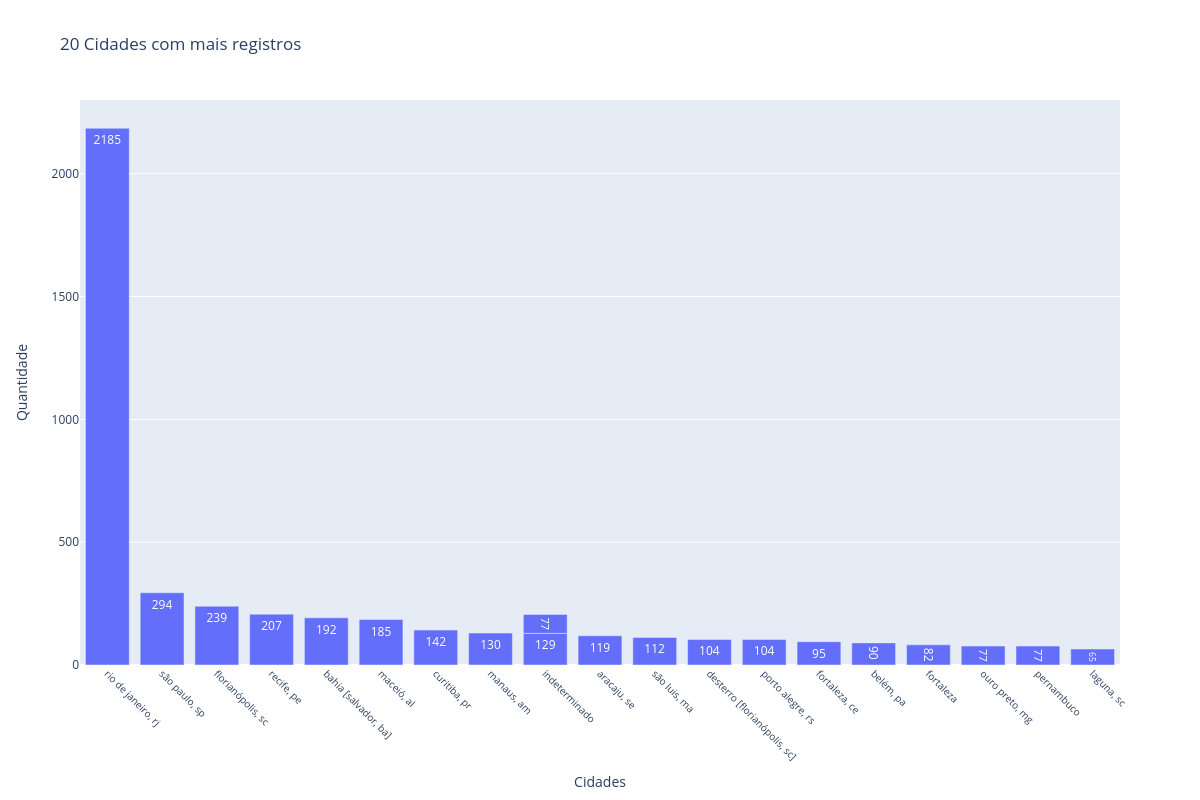 20 Cidades com mais registros
Quantidade
2000
1500
1000
500
0
2185
294
239
207
192
185
142
130
77
129
119
112
104
104
95
90
82
77
77
65
rio de janeiro, rj
são paulo, sp
florianópolis, sc
recife, pe
bahia [salvador, ba]
maceió, al
curitiba, pr
manaus, am
indeterminado
aracaju, se
são luis, ma
desterro [florianópolis, sc]
porto alegre, rs
fortaleza, ce
belém, pa
fortaleza
ouro preto, mg
pernambuco
laguna, sc
Cidades